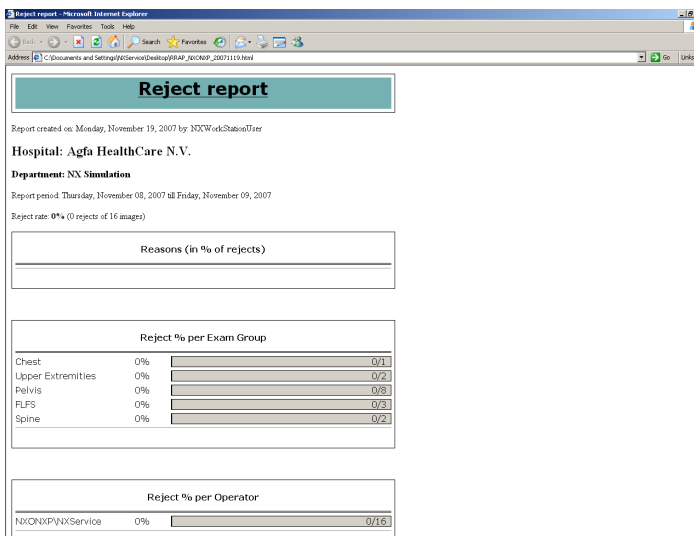 Reject report - Microsoft Internet Explorer
File Edit View Favorites Tools Help
Back Search Favorites
Address C:\Documents and Settings\NXService\Desktop\RRAP_NXONXP_20071119.html Go Links
Reject report
Report created on: Monday, November 19, 2007 by: NXWorkStationUser
Hospital: Agfa HealthCare N.V.
Department: NX Simulation
Report period: Thursday, November 08, 2007 till Friday, November 09, 2007
Reject rate: 0% (0 rejects of 16 images)
Reasons (in % of rejects)
Reject % per Exam Group
Chest 0% 0/1
Upper Extremities 0% 0/2
Pelvis 0% 0/8
FLFS 0% 0/3
Spine 0% 0/2
Reject % per Operator
NXONXP\NXService 0% 0/16